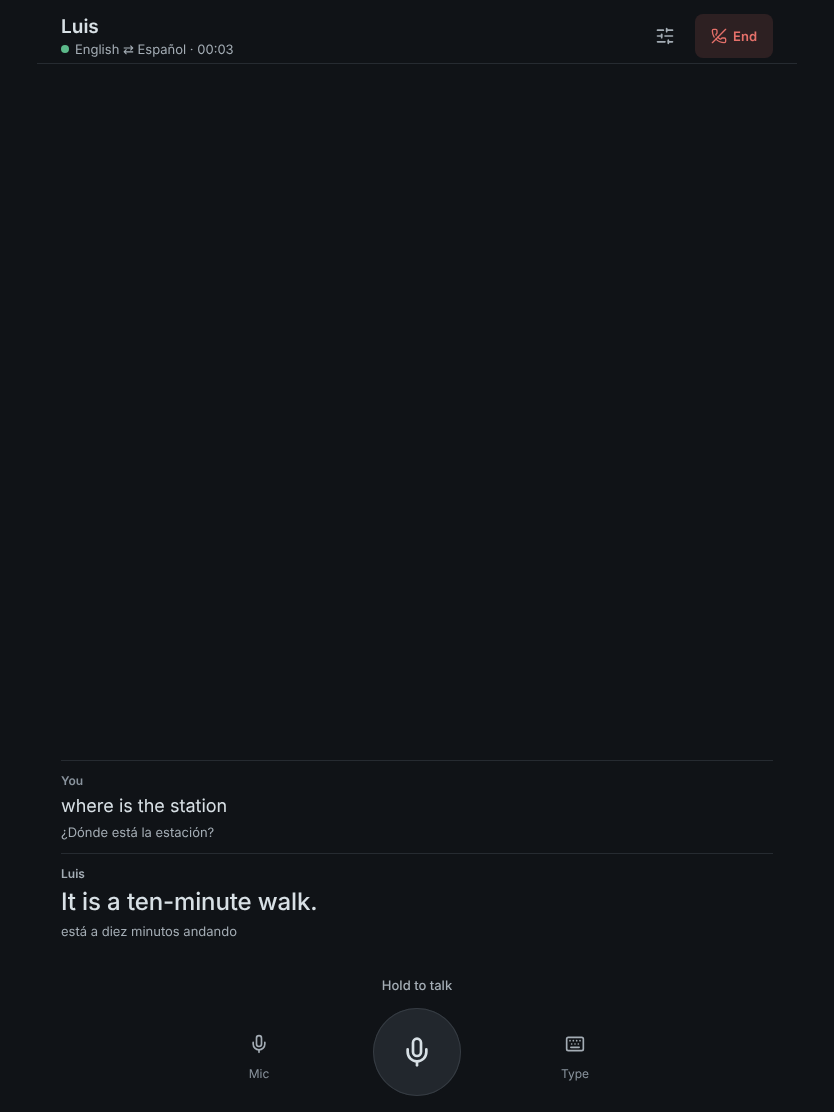 Luis
English ⇄ Español · 00:03
End
You
where is the station
¿Dónde está la estación?
Luis
It is a ten-minute walk.
está a diez minutos andando
Hold to talk
Mic
Type